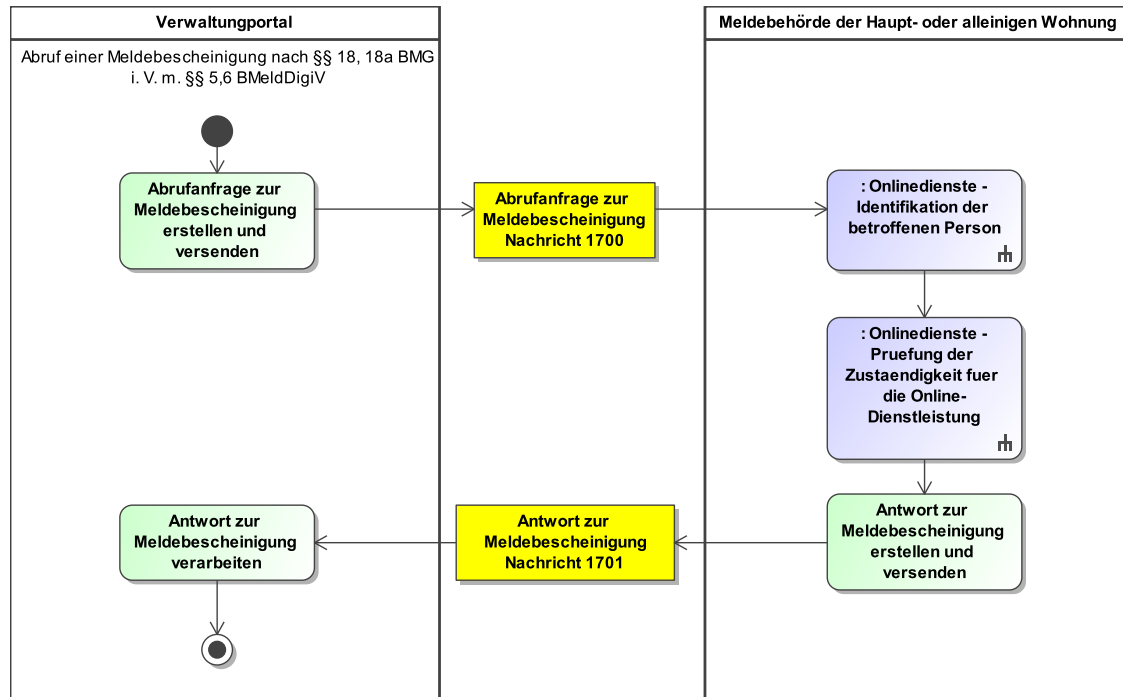 Verwaltungportal
Meldebehörde der Haupt- oder alleinigen Wohnung
Abruf einer Meldebescheinigung nach §§ 18, 18a BMG
i. V. m. §§ 5,6 BMeldDigiV
Abrufanfrage zur
Meldebescheinigung
erstellen und
versenden
Abrufanfrage zur
Meldebescheinigung
Nachricht 1700
: Onlinedienste -
Identifikation der
betroffenen Person
: Onlinedienste -
Pruefung der
Zustaendigkeit fuer
die Online-
Dienstleistung
Antwort zur
Meldebescheinigung
erstellen und
versenden
Antwort zur
Meldebescheinigung
Nachricht 1701
Antwort zur
Meldebescheinigung
verarbeiten